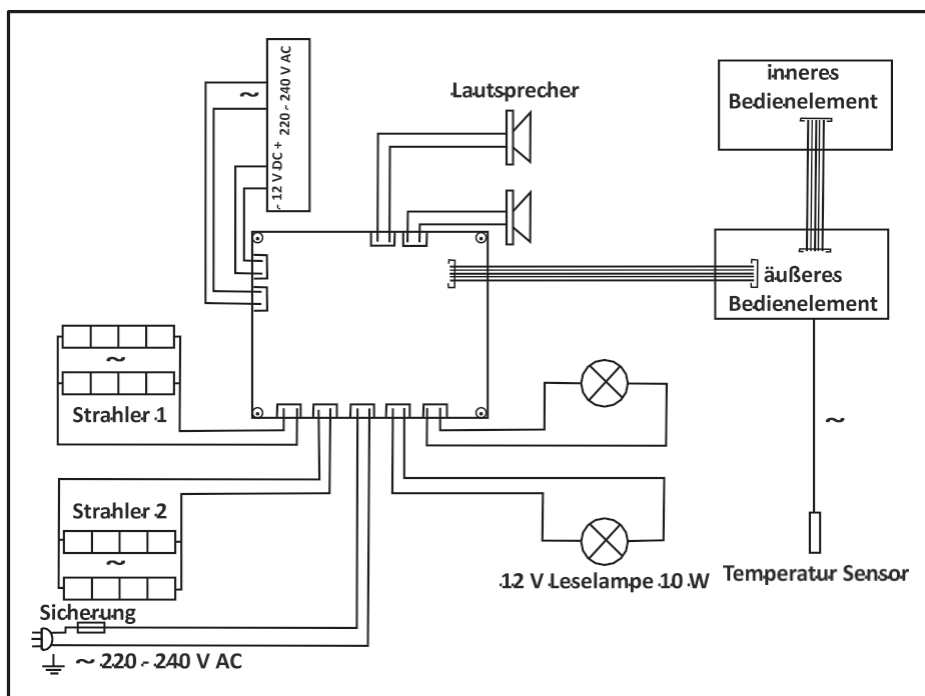 - 12 V DC +
220 - 240 V AC
~
Lautsprecher
inneres
Bedienelement
äußeres
Bedienelement
~
Strahler 1
~
Strahler 2
~
12 V Leselampe 10 W
Temperatur Sensor
Sicherung
~ 220 - 240 V AC